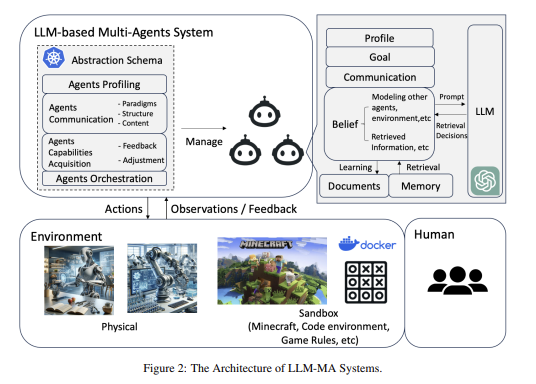 LLM-based Multi-Agents System
Abstraction Schema
Agents Profiling
Agents
Communication
- Paradigms
- Structure
- Content
Agents
Capabilities
Acquisition
- Feedback
- Adjustment
Agents Orchestration
Manage
Profile
Goal
Communication
Belief
Modeling other
agents,
environment,etc
Retrieved
Information, etc
Prompt
Retrieval
Decisions
LLM
Learning
Retrieval
Documents
Memory
Actions
Observations / Feedback
Environment
Physical
MINECRAFT
docker
Sandbox
(Minecraft, Code environment,
Game Rules, etc)
Human
Figure 2: The Architecture of LLM-MA Systems.